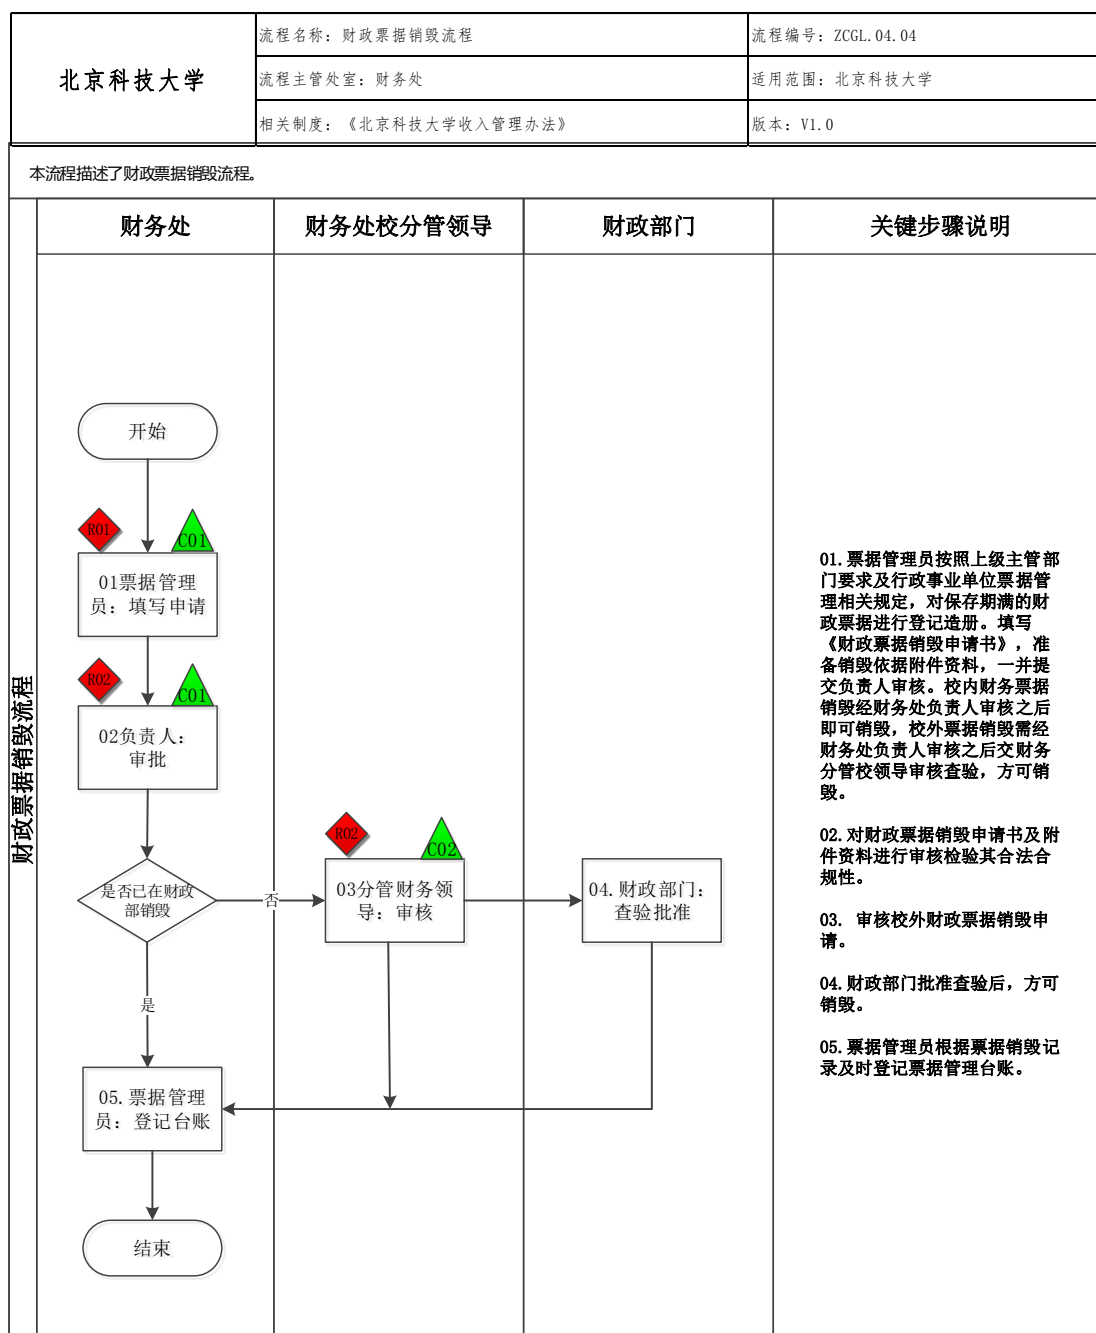 北京科技大学
流程名称：财政票据销毁流程
流程编号：ZCGL.04.04
流程主管处室：财务处
适用范围：北京科技大学
相关制度：《北京科技大学收入管理办法》
版本：V1.0
本流程描述了财政票据销毁流程。
财政票据销毁流程
财务处
财务处校分管领导
财政部门
关键步骤说明
开始
R01
C01
01票据管理
员：填写申请
R02
C01
02负责人：
审批
是否已在财政
部销毁
否
是
R02
C02
03分管财务领
导：审核
04.财政部门：
查验批准
05.票据管理
员：登记台账
结束
01.票据管理员按照上级主管部
门要求及行政事业单位票据管
理相关规定，对保存期满的财
政票据进行登记造册。填写
《财政票据销毁申请书》，准
备销毁依据附件资料，一并提
交负责人审核。校内财务票据
销毁经财务处负责人审核之后
即可销毁，校外票据销毁需经
财务处负责人审核之后交财务
分管校领导审核查验，方可销
毁。
02.对财政票据销毁申请书及附
件资料进行审核检验其合法合
规性。
03. 审核校外财政票据销毁申
请。
04.财政部门批准查验后，方可
销毁。
05.票据管理员根据票据销毁记
录及时登记票据管理台账。